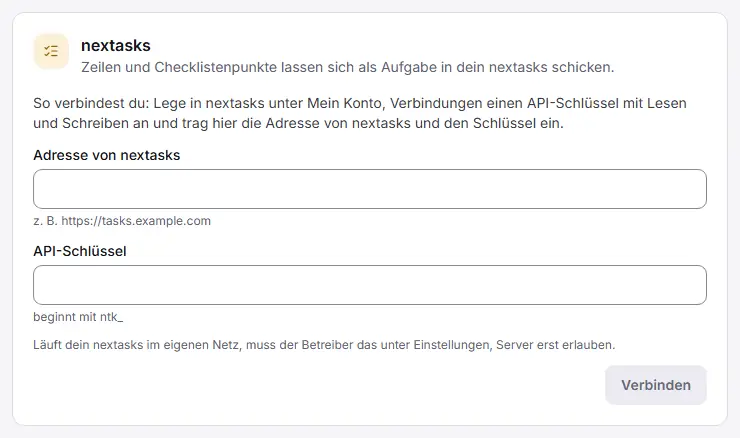 nextasks
Zeilen und Checklistenpunkte lassen sich als Aufgabe in dein nextasks schicken.
So verbindest du: Lege in nextasks unter Mein Konto, Verbindungen einen API-Schlüssel mit Lesen
und Schreiben an und trag hier die Adresse von nextasks und den Schlüssel ein.
Adresse von nextasks
z. B. https://tasks.example.com
API-Schlüssel
beginnt mit ntk_
Läuft dein nextasks im eigenen Netz, muss der Betreiber das unter Einstellungen, Server erst erlauben.
Verbinden